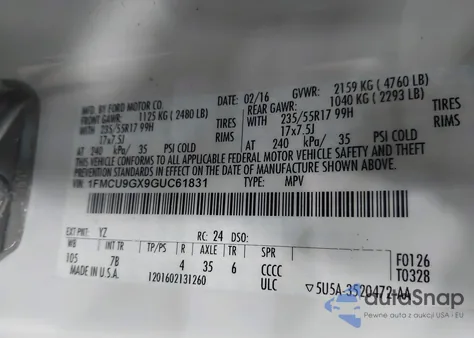 MFD. BY FORD MOTOR CO.
DATE: 02/16 GVWR: 2159 KG ( 4760 LB)
FRONT GAWR: 1125 KG ( 2480 LB) REAR GAWR: 1040 KG ( 2293 LB)
WITH 235/55R17 99H TIRES WITH 235/55R17 99H TIRES
17x7.5J RIMS 17x7.5J RIMS
AT 240 kPa/ 35 PSI COLD AT 240 kPa/ 35 PSI COLD
THIS VEHICLE CONFORMS TO ALL APPLICABLE FEDERAL MOTOR VEHICLE SAFETY AND BUMPER AND THEFT PREVENTION STANDARDS IN EFFECT ON THE DATE OF MANUFACTURE SHOWN ABOVE.
VIN: 1FMCU9GX9GUC61831 TYPE: MPV
EXT PNT: YZ RC: 24 DSO:
WB INT TR TP/PS R AXLE TR SPR
105 7B 4 35 6 CCCC
F0126
T0328
MADE IN U.S.A. 1201602131260 ULC
5U5A-3520472-AA
autoSnap
Pewne auta z USA i EU